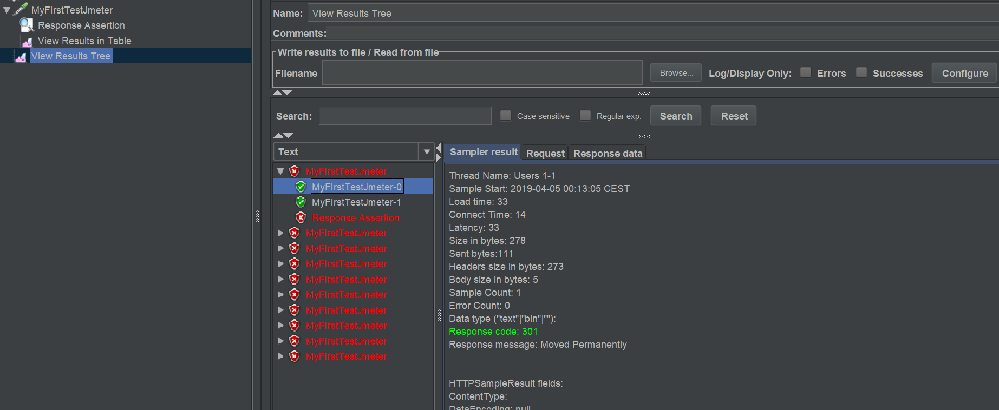 MyFIrstTestJmeter
Response Assertion
View Results in Table
View Results Tree
Name: View Results Tree
Comments:
Write results to file / Read from file
Filename Browse... Log/Display Only: Errors Successes Configure
Search: Case sensitive Regular exp. Search Reset
Text
MyFIrstTestJmeter
MyFIrstTestJmeter-0
MyFIrstTestJmeter-1
Response Assertion
MyFIrstTestJmeter
MyFIrstTestJmeter
MyFIrstTestJmeter
MyFIrstTestJmeter
MyFIrstTestJmeter
MyFIrstTestJmeter
MyFIrstTestJmeter
MyFIrstTestJmeter
MyFIrstTestJmeter
Sampler result Request Response data
Thread Name: Users 1-1
Sample Start: 2019-04-05 00:13:05 CEST
Load time: 33
Connect Time: 14
Latency: 33
Size in bytes: 278
Sent bytes:111
Headers size in bytes: 273
Body size in bytes: 5
Sample Count: 1
Error Count: 0
Data type ("text"|"bin"|""):
Response code: 301
Response message: Moved Permanently
HTTPSampleResult fields:
ContentType:
DataEncoding: null